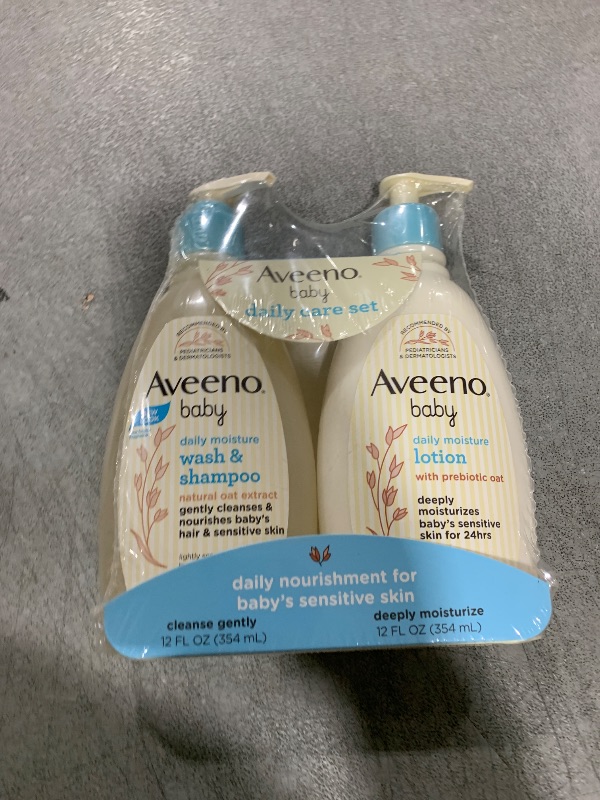 Aveeno®
baby
daily care set
RECOMMENDED BY
PEDIATRICIANS
& DERMATOLOGISTS
Aveeno®
baby
daily moisture
wash &
shampoo
natural oat extract
gently cleanses &
nourishes baby's
hair & sensitive skin
lightly
RECOMMENDED BY
PEDIATRICIANS
& DERMATOLOGISTS
Aveeno®
baby
daily moisture
lotion
with prebiotic oat
deeply
moisturizes
baby's sensitive
skin for 24hrs
daily nourishment for
baby's sensitive skin
cleanse gently
12 FL OZ (354 mL)
deeply moisturize
12 FL OZ (354 mL)